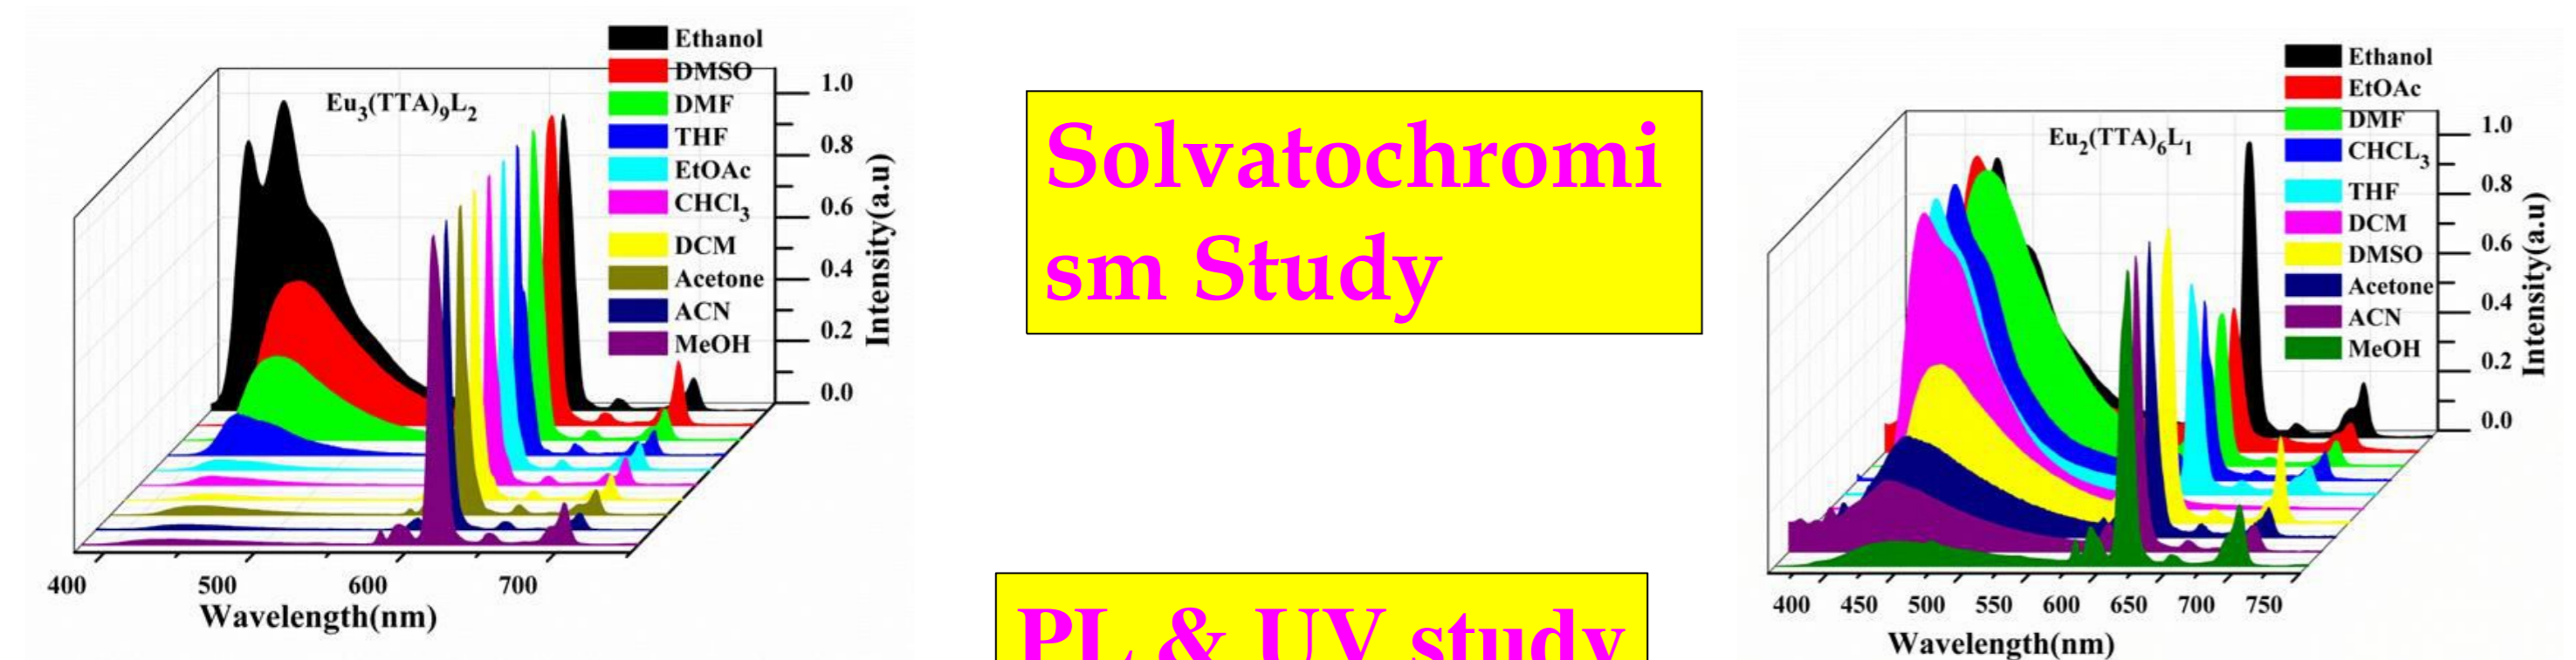 Ethanol
DMSO
DMF
THF
EtOAc
CHCl3
DCM
Acetone
ACN
MeOH
Eu3(TTA)9L2
1.0
0.8
0.6
0.4
0.2
0.0
Intensity(a.u)
400 500 600 700
Wavelength(nm)
Solvatochromi
sm Study
PL & UV study
Ethanol
EtOAc
DMF
CHCL3
THF
DCM
DMSO
Acetone
ACN
MeOH
Eu2(TTA)6L1
1.0
0.8
0.6
0.4
0.2
0.0
Intensity(a.u)
400 450 500 550 600 650 700 750
Wavelength(nm)